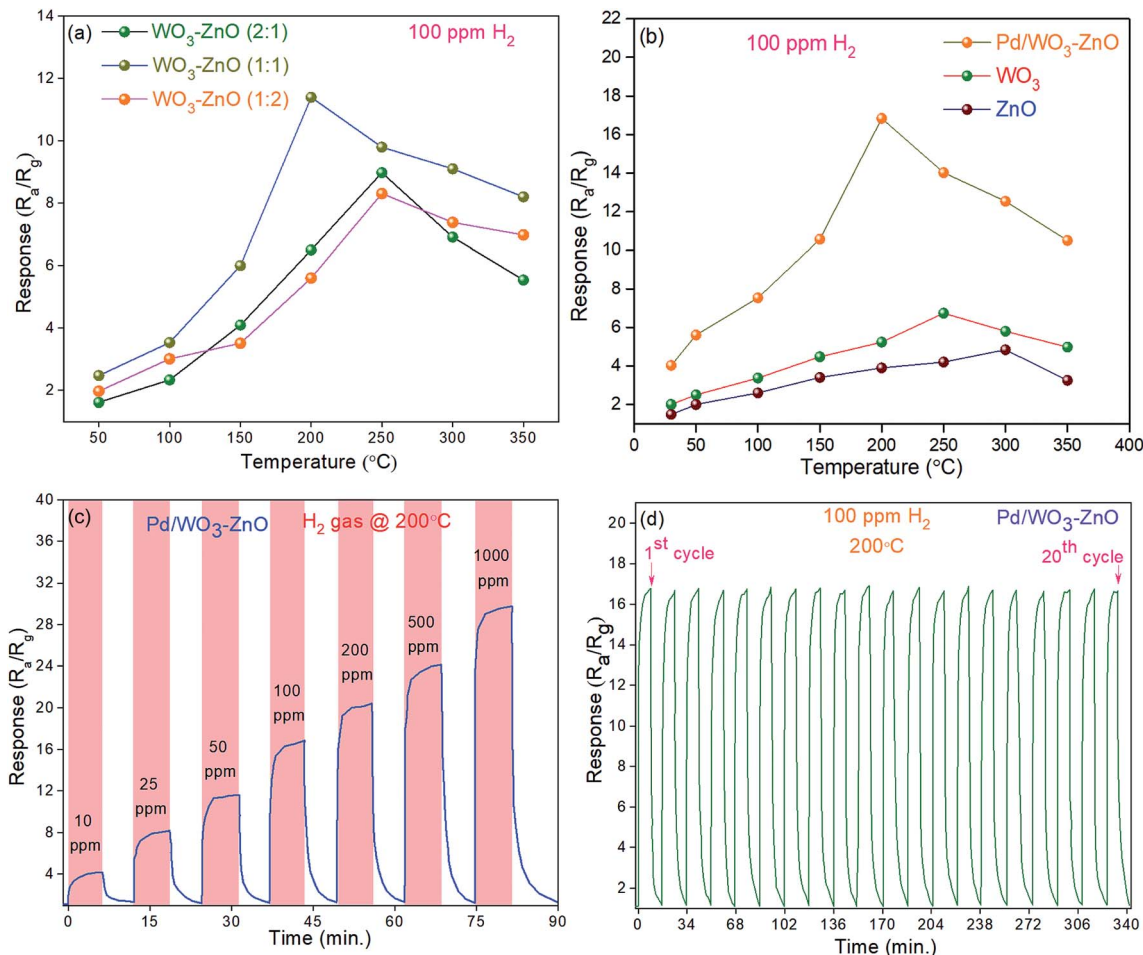 (a)
WO3-ZnO (2:1)
100 ppm H2
WO3-ZnO (1:1)
WO3-ZnO (1:2)
14
12
10
8
6
4
2
Response (Ra/Rg)
50 100 150 200 250 300 350
Temperature (°C)
(b)
100 ppm H2
Pd/WO3-ZnO
WO3
ZnO
22
20
18
16
14
12
10
8
6
4
2
Response (Ra/Rg)
0 50 100 150 200 250 300 350 400
Temperature (°C)
(c)
Pd/WO3-ZnO
H2 gas @ 200°C
40
36
32
28
24
20
16
12
8
4
Response (Ra/Rg)
10
ppm
25
ppm
50
ppm
100
ppm
200
ppm
500
ppm
1000
ppm
0 15 30 45 60 75 90
Time (min.)
(d)
100 ppm H2
200°C
Pd/WO3-ZnO
1st cycle
20th cycle
20
18
16
14
12
10
8
6
4
2
Response (Ra/Rg)
0 34 68 102 136 170 204 238 272 306 340
Time (min.)